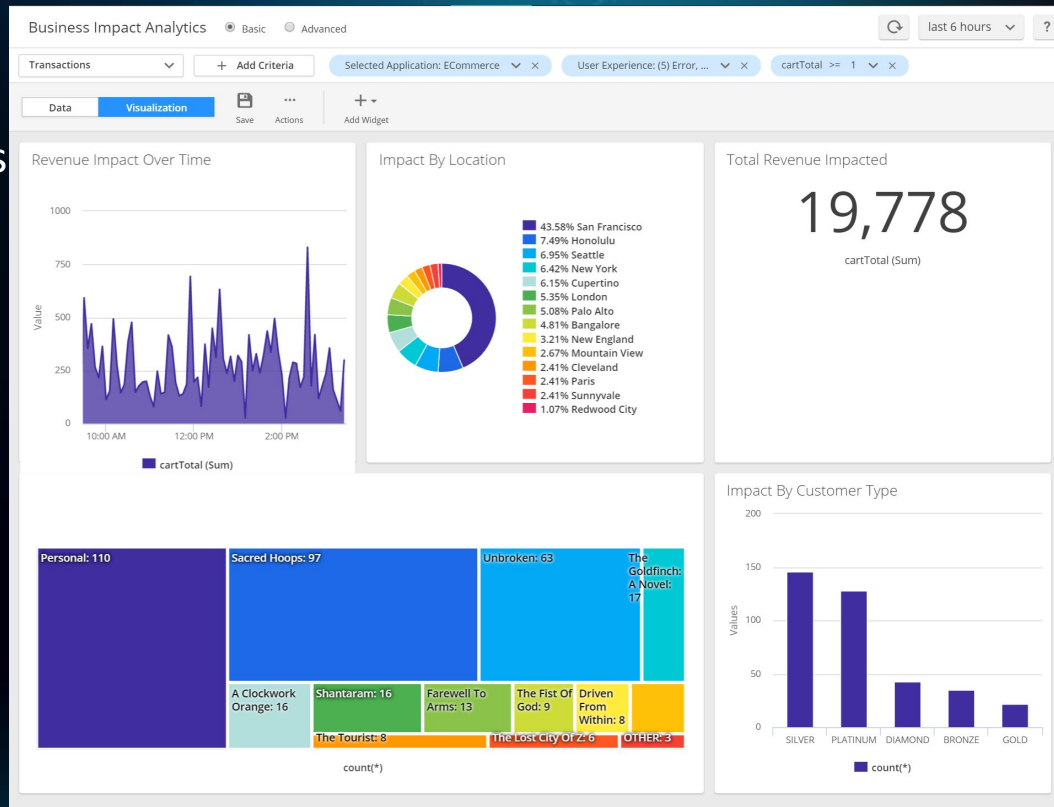 Business Impact Analytics
Basic
Advanced
last 6 hours
?
Transactions
+ Add Criteria
Selected Application: ECommerce
User Experience: (5) Error, ...
cartTotal >= 1
Data
Visualization
Save
Actions
Add Widget
s
Revenue Impact Over Time
1000
750
500
250
0
Value
10:00 AM
12:00 PM
2:00 PM
cartTotal (Sum)
Impact By Location
43.58% San Francisco
7.49% Honolulu
6.95% Seattle
6.42% New York
6.15% Cupertino
5.35% London
5.08% Palo Alto
4.81% Bangalore
3.21% New England
2.67% Mountain View
2.41% Cleveland
2.41% Paris
2.41% Sunnyvale
1.07% Redwood City
Total Revenue Impacted
19,778
cartTotal (Sum)
Personal: 110
Sacred Hoops: 97
Unbroken: 63
The
Goldfinch:
A Novel:
17
A Clockwork
Orange: 16
Shantaram: 16
Farewell To
Arms: 13
The Fist Of
God: 9
Driven
From
Within: 8
The Tourist: 8
The Lost City Of Z: 6
OTHER: 3
count(*)
Impact By Customer Type
200
150
100
50
0
Values
SILVER
PLATINUM
DIAMOND
BRONZE
GOLD
count(*)